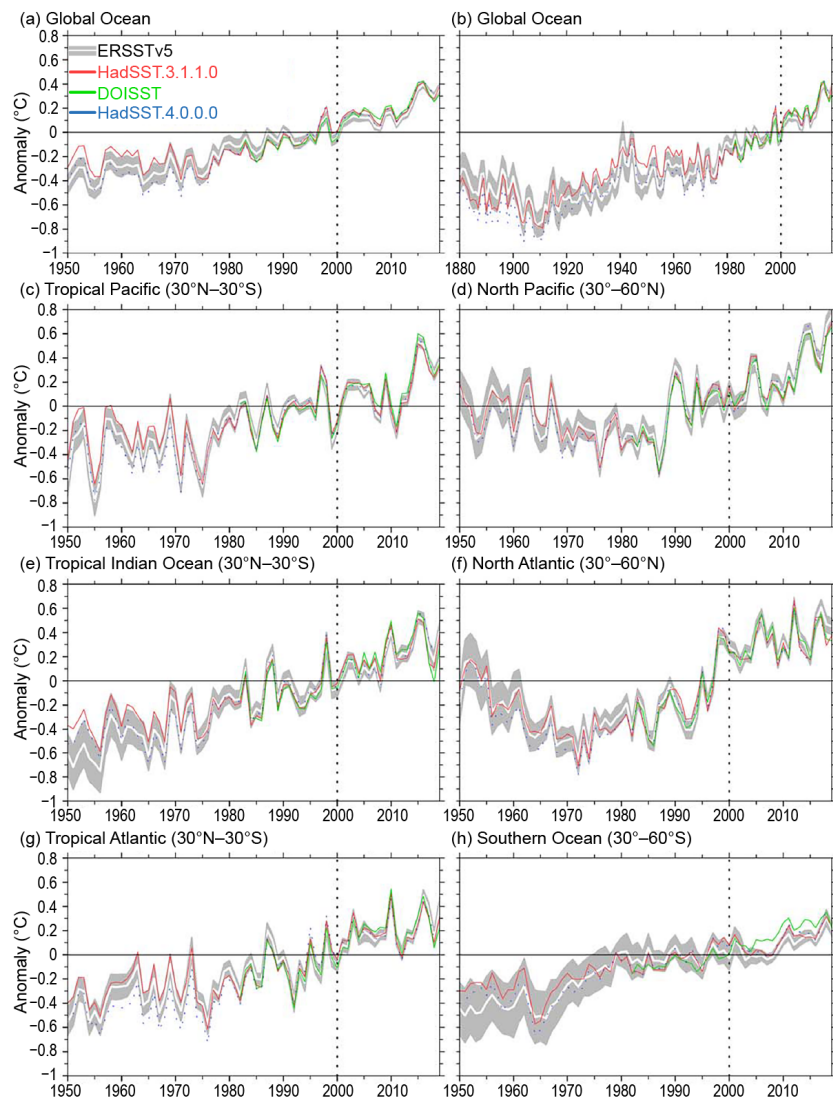 (a) Global Ocean
0.8
0.6
0.4
0.2
0
−0.2
−0.4
−0.6
−0.8
−1
Anomaly (°C)
ERSSTv5
HadSST.3.1.1.0
DOISST
HadSST.4.0.0.0
1950 1960 1970 1980 1990 2000 2010
(b) Global Ocean
1880 1900 1920 1940 1960 1980 2000
(c) Tropical Pacific (30°N–30°S)
0.8
0.6
0.4
0.2
0
−0.2
−0.4
−0.6
−0.8
−1
Anomaly (°C)
1950 1960 1970 1980 1990 2000 2010
(d) North Pacific (30°–60°N)
1950 1960 1970 1980 1990 2000 2010
(e) Tropical Indian Ocean (30°N–30°S)
0.8
0.6
0.4
0.2
0
−0.2
−0.4
−0.6
−0.8
−1
Anomaly (°C)
1950 1960 1970 1980 1990 2000 2010
(f) North Atlantic (30°–60°N)
1950 1960 1970 1980 1990 2000 2010
(g) Tropical Atlantic (30°N–30°S)
0.8
0.6
0.4
0.2
0
−0.2
−0.4
−0.6
−0.8
−1
Anomaly (°C)
1950 1960 1970 1980 1990 2000 2010
(h) Southern Ocean (30°–60°S)
1950 1960 1970 1980 1990 2000 2010